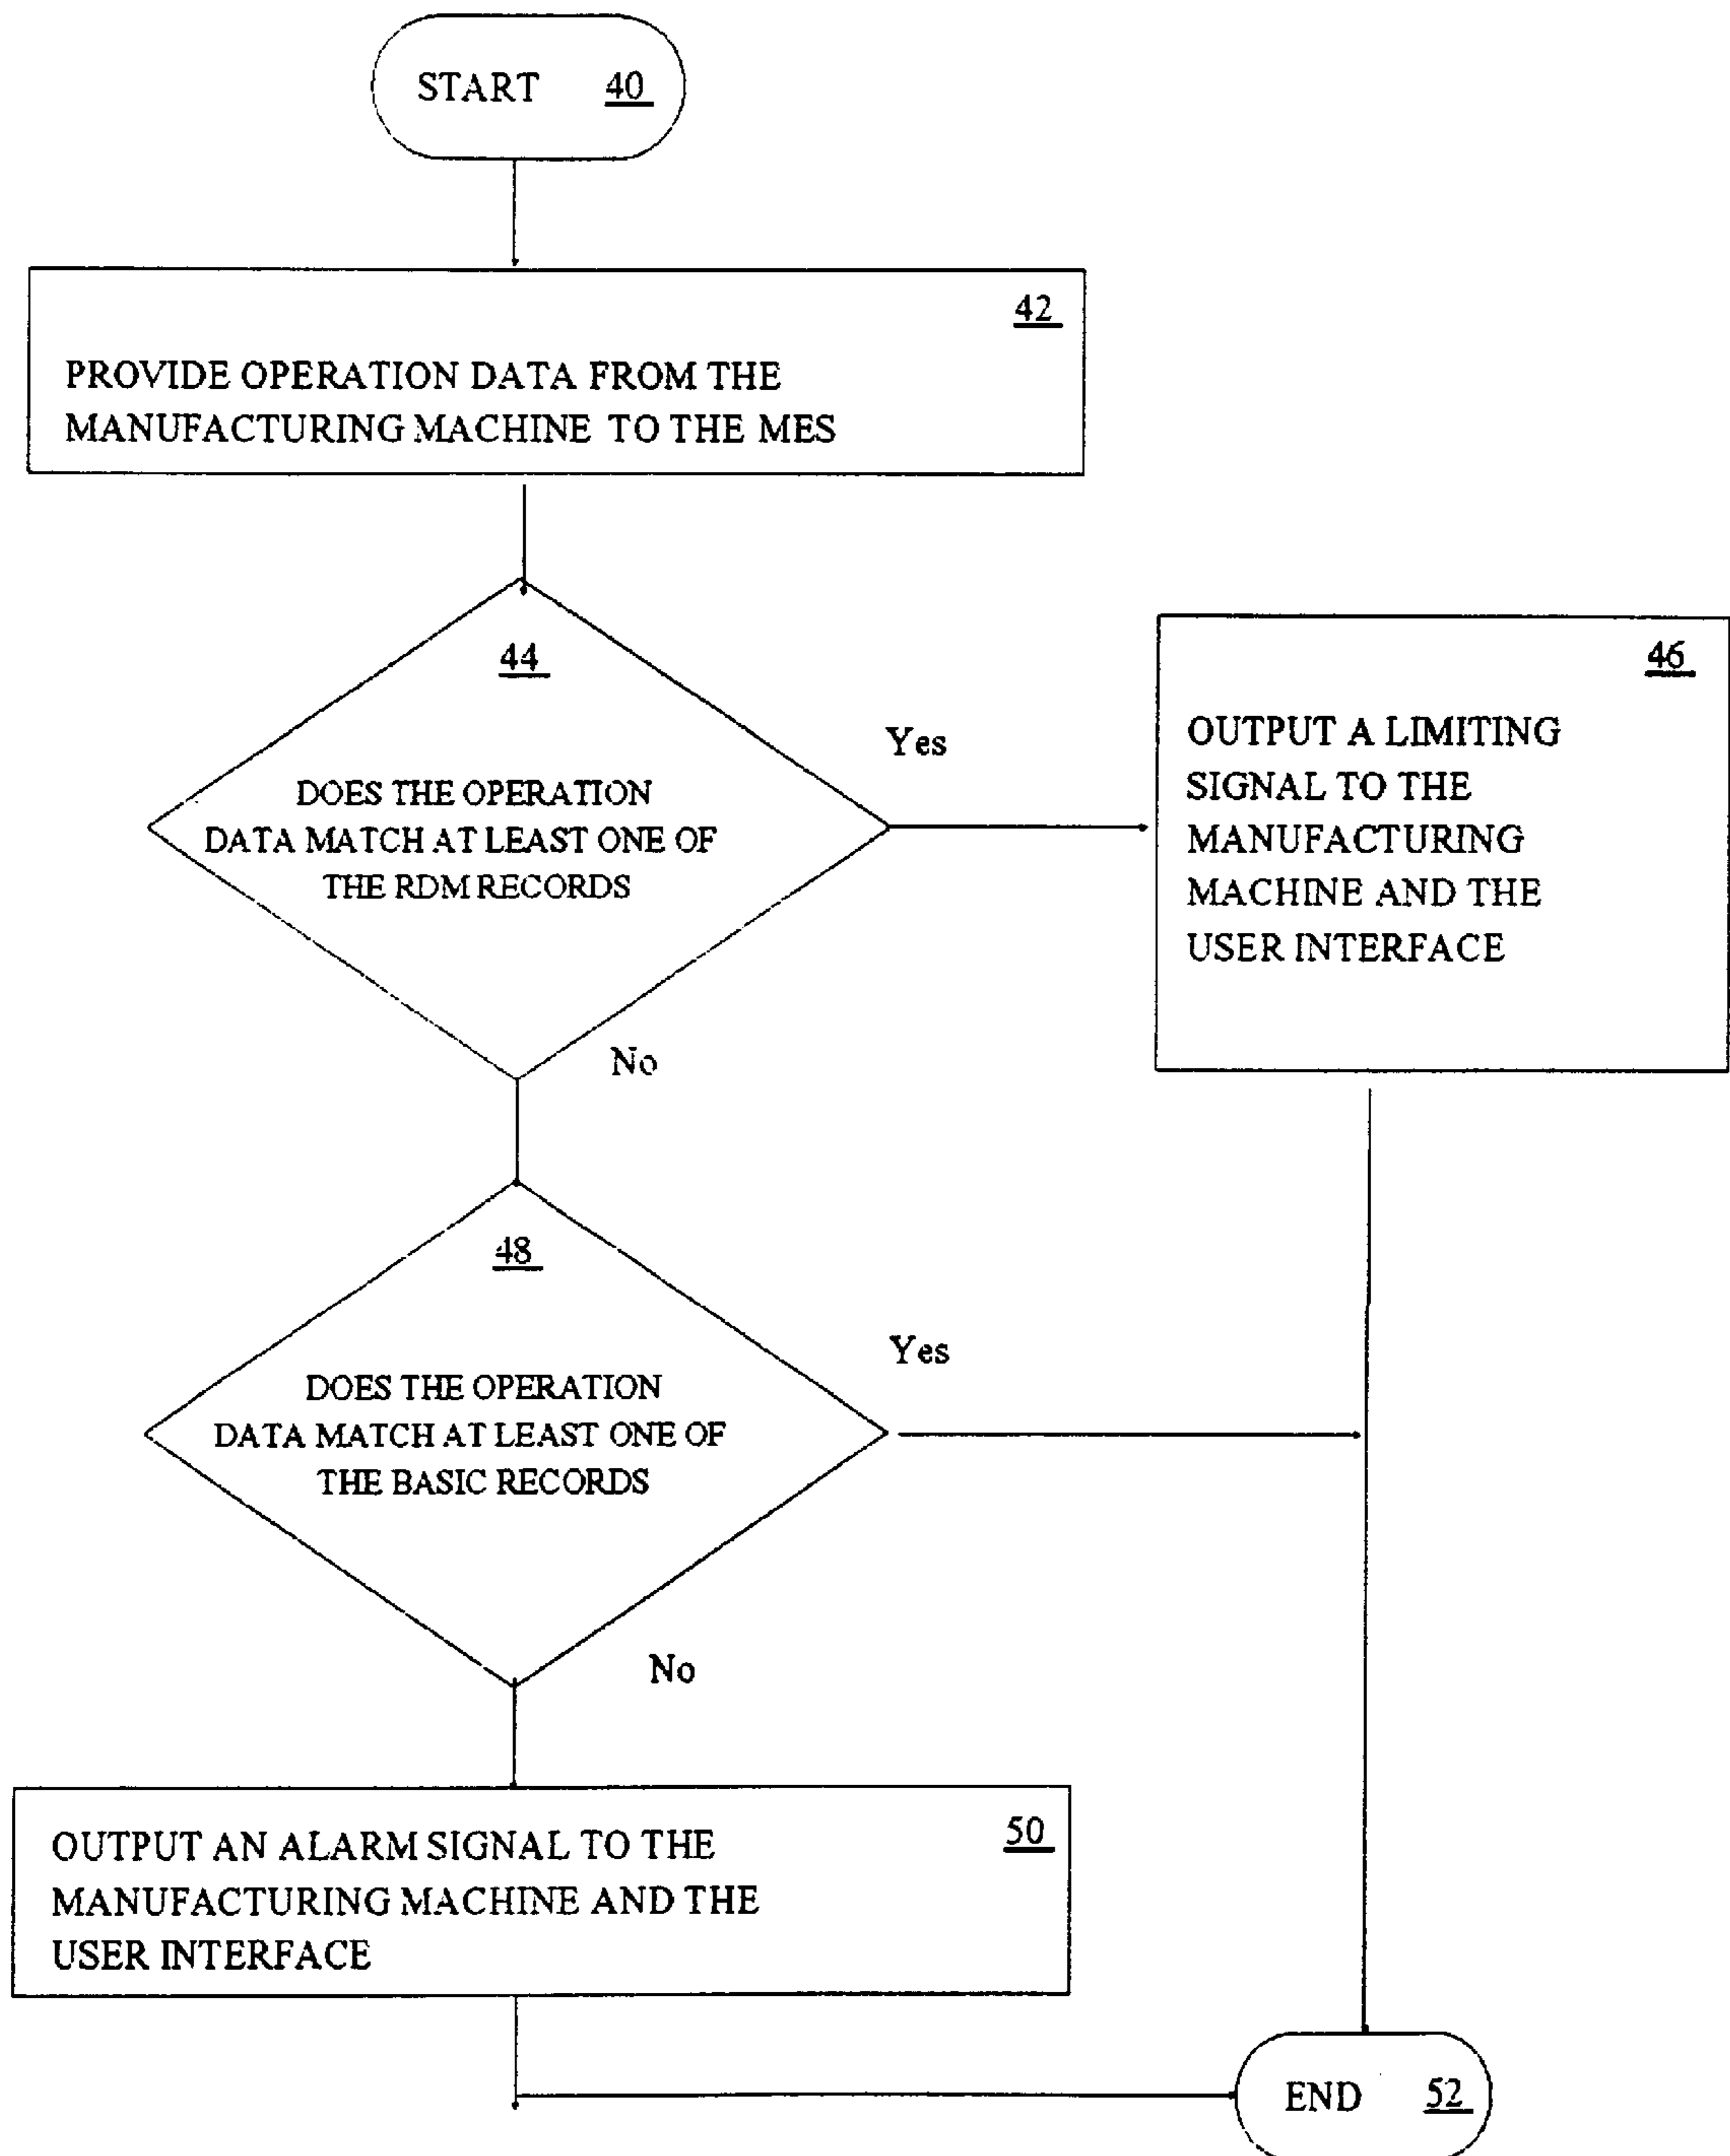 START 40
42
PROVIDE OPERATION DATA FROM THE
MANUFACTURING MACHINE TO THE MES
44
DOES THE OPERATION
DATA MATCH AT LEAST ONE OF
THE RDM RECORDS
Yes
No
46
OUTPUT A LIMITING
SIGNAL TO THE
MANUFACTURING
MACHINE AND THE
USER INTERFACE
48
DOES THE OPERATION
DATA MATCH AT LEAST ONE OF
THE BASIC RECORDS
Yes
No
50
OUTPUT AN ALARM SIGNAL TO THE
MANUFACTURING MACHINE AND THE
USER INTERFACE
END 52